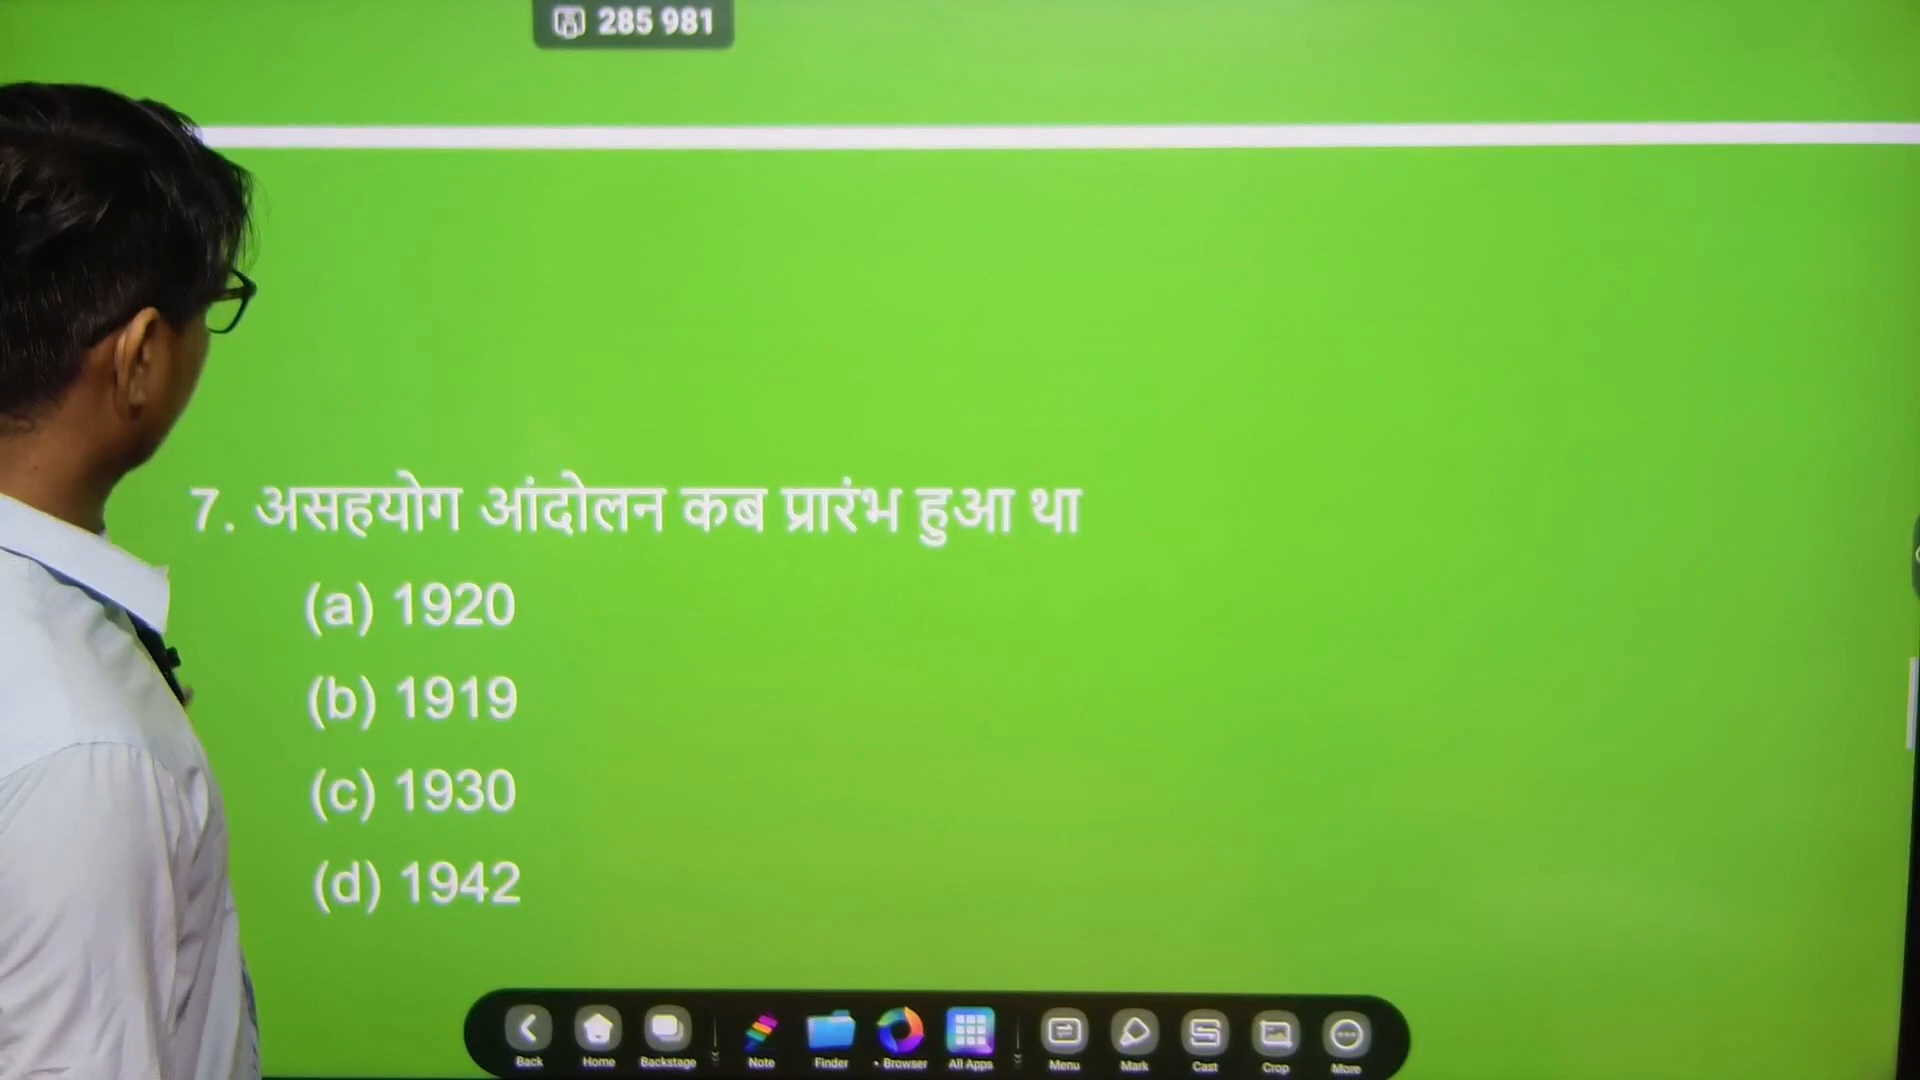 285 981
7. असहयोग आंदोलन कब प्रारंभ हुआ था
(a) 1920
(b) 1919
(c) 1930
(d) 1942
Back Home Backstage Note Finder Browser All Apps Menu Mark Cast Crop More